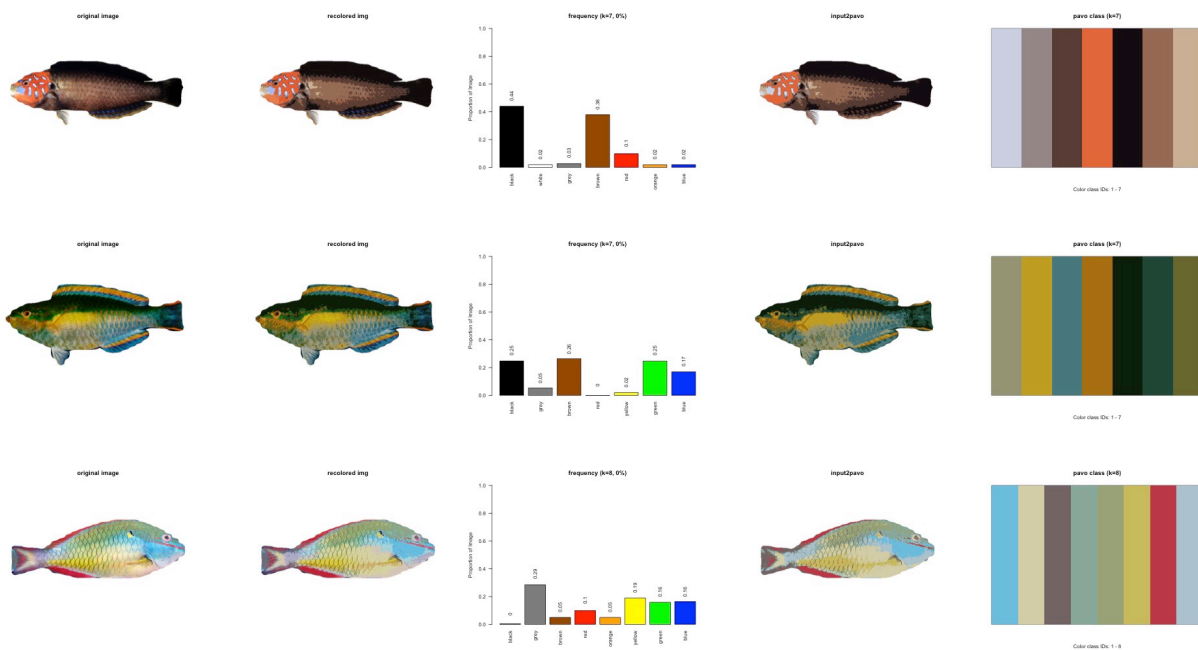 original image
recolored img
frequency (k=7, 0%)
input2pavo
pavo class (k=7)
Proportion of Image
1.0
0.8
0.6
0.4
0.2
0.0
0.44
0.02
0.03
0.38
0.1
0.02
0.02
black
white
grey
brown
red
orange
blue
Color class IDs: 1 - 7
original image
recolored img
frequency (k=7, 0%)
input2pavo
pavo class (k=7)
Proportion of Image
1.0
0.8
0.6
0.4
0.2
0.0
0.25
0.05
0.26
0
0.02
0.25
0.17
black
grey
brown
red
yellow
green
blue
Color class IDs: 1 - 7
original image
recolored img
frequency (k=8, 0%)
input2pavo
pavo class (k=8)
Proportion of Image
1.0
0.8
0.6
0.4
0.2
0.0
0
0.29
0.05
0.1
0.05
0.19
0.16
0.16
black
grey
brown
red
orange
yellow
green
blue
Color class IDs: 1 - 8